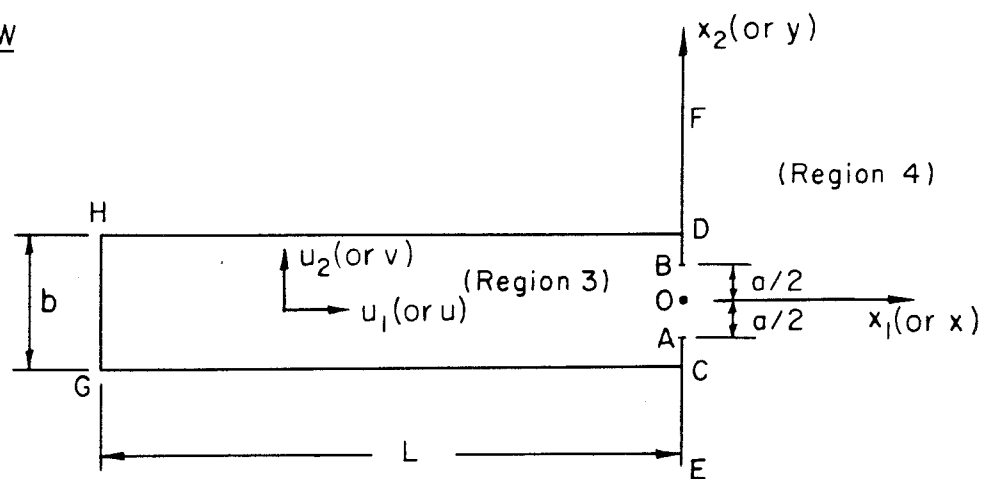 W
x₂(or y)
F
(Region 4)
H
D
u₂(or v)
(Region 3)
B
a/2
b
O
u₁(or u)
x₁(or x)
a/2
A
G
C
L
E